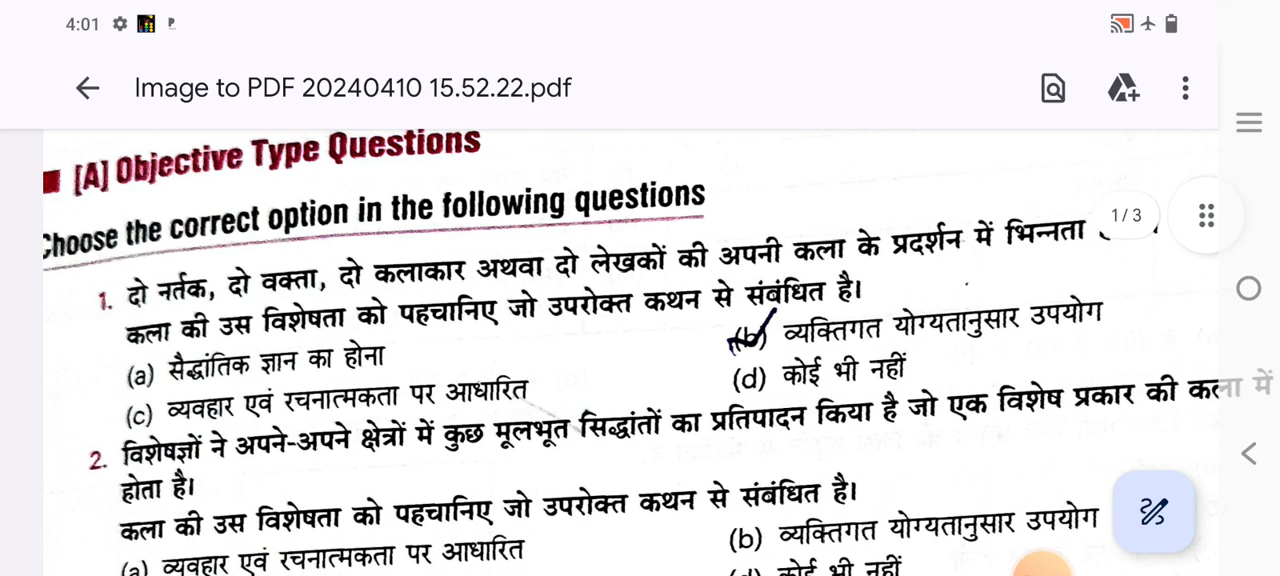 4:01
Image to PDF 20240410 15.52.22.pdf
[A] Objective Type Questions
Choose the correct option in the following questions
1/3
1. दो नर्तक, दो वक्ता, दो कलाकार अथवा दो लेखकों की अपनी कला के प्रदर्शन में भिन्नता
कला की उस विशेषता को पहचानिए जो उपरोक्त कथन से संबंधित है।
(a) सैद्धांतिक ज्ञान का होना (b) व्यक्तिगत योग्यतानुसार उपयोग
(c) व्यवहार एवं रचनात्मकता पर आधारित (d) कोई भी नहीं
2. विशेषज्ञों ने अपने-अपने क्षेत्रों में कुछ मूलभूत सिद्धांतों का प्रतिपादन किया है जो एक विशेष प्रकार की कला में
होता है।
कला की उस विशेषता को पहचानिए जो उपरोक्त कथन से संबंधित है।
(a) व्यवहार एवं रचनात्मकता पर आधारित (b) व्यक्तिगत योग्यतानुसार उपयोग
(d) कोई भी नहीं